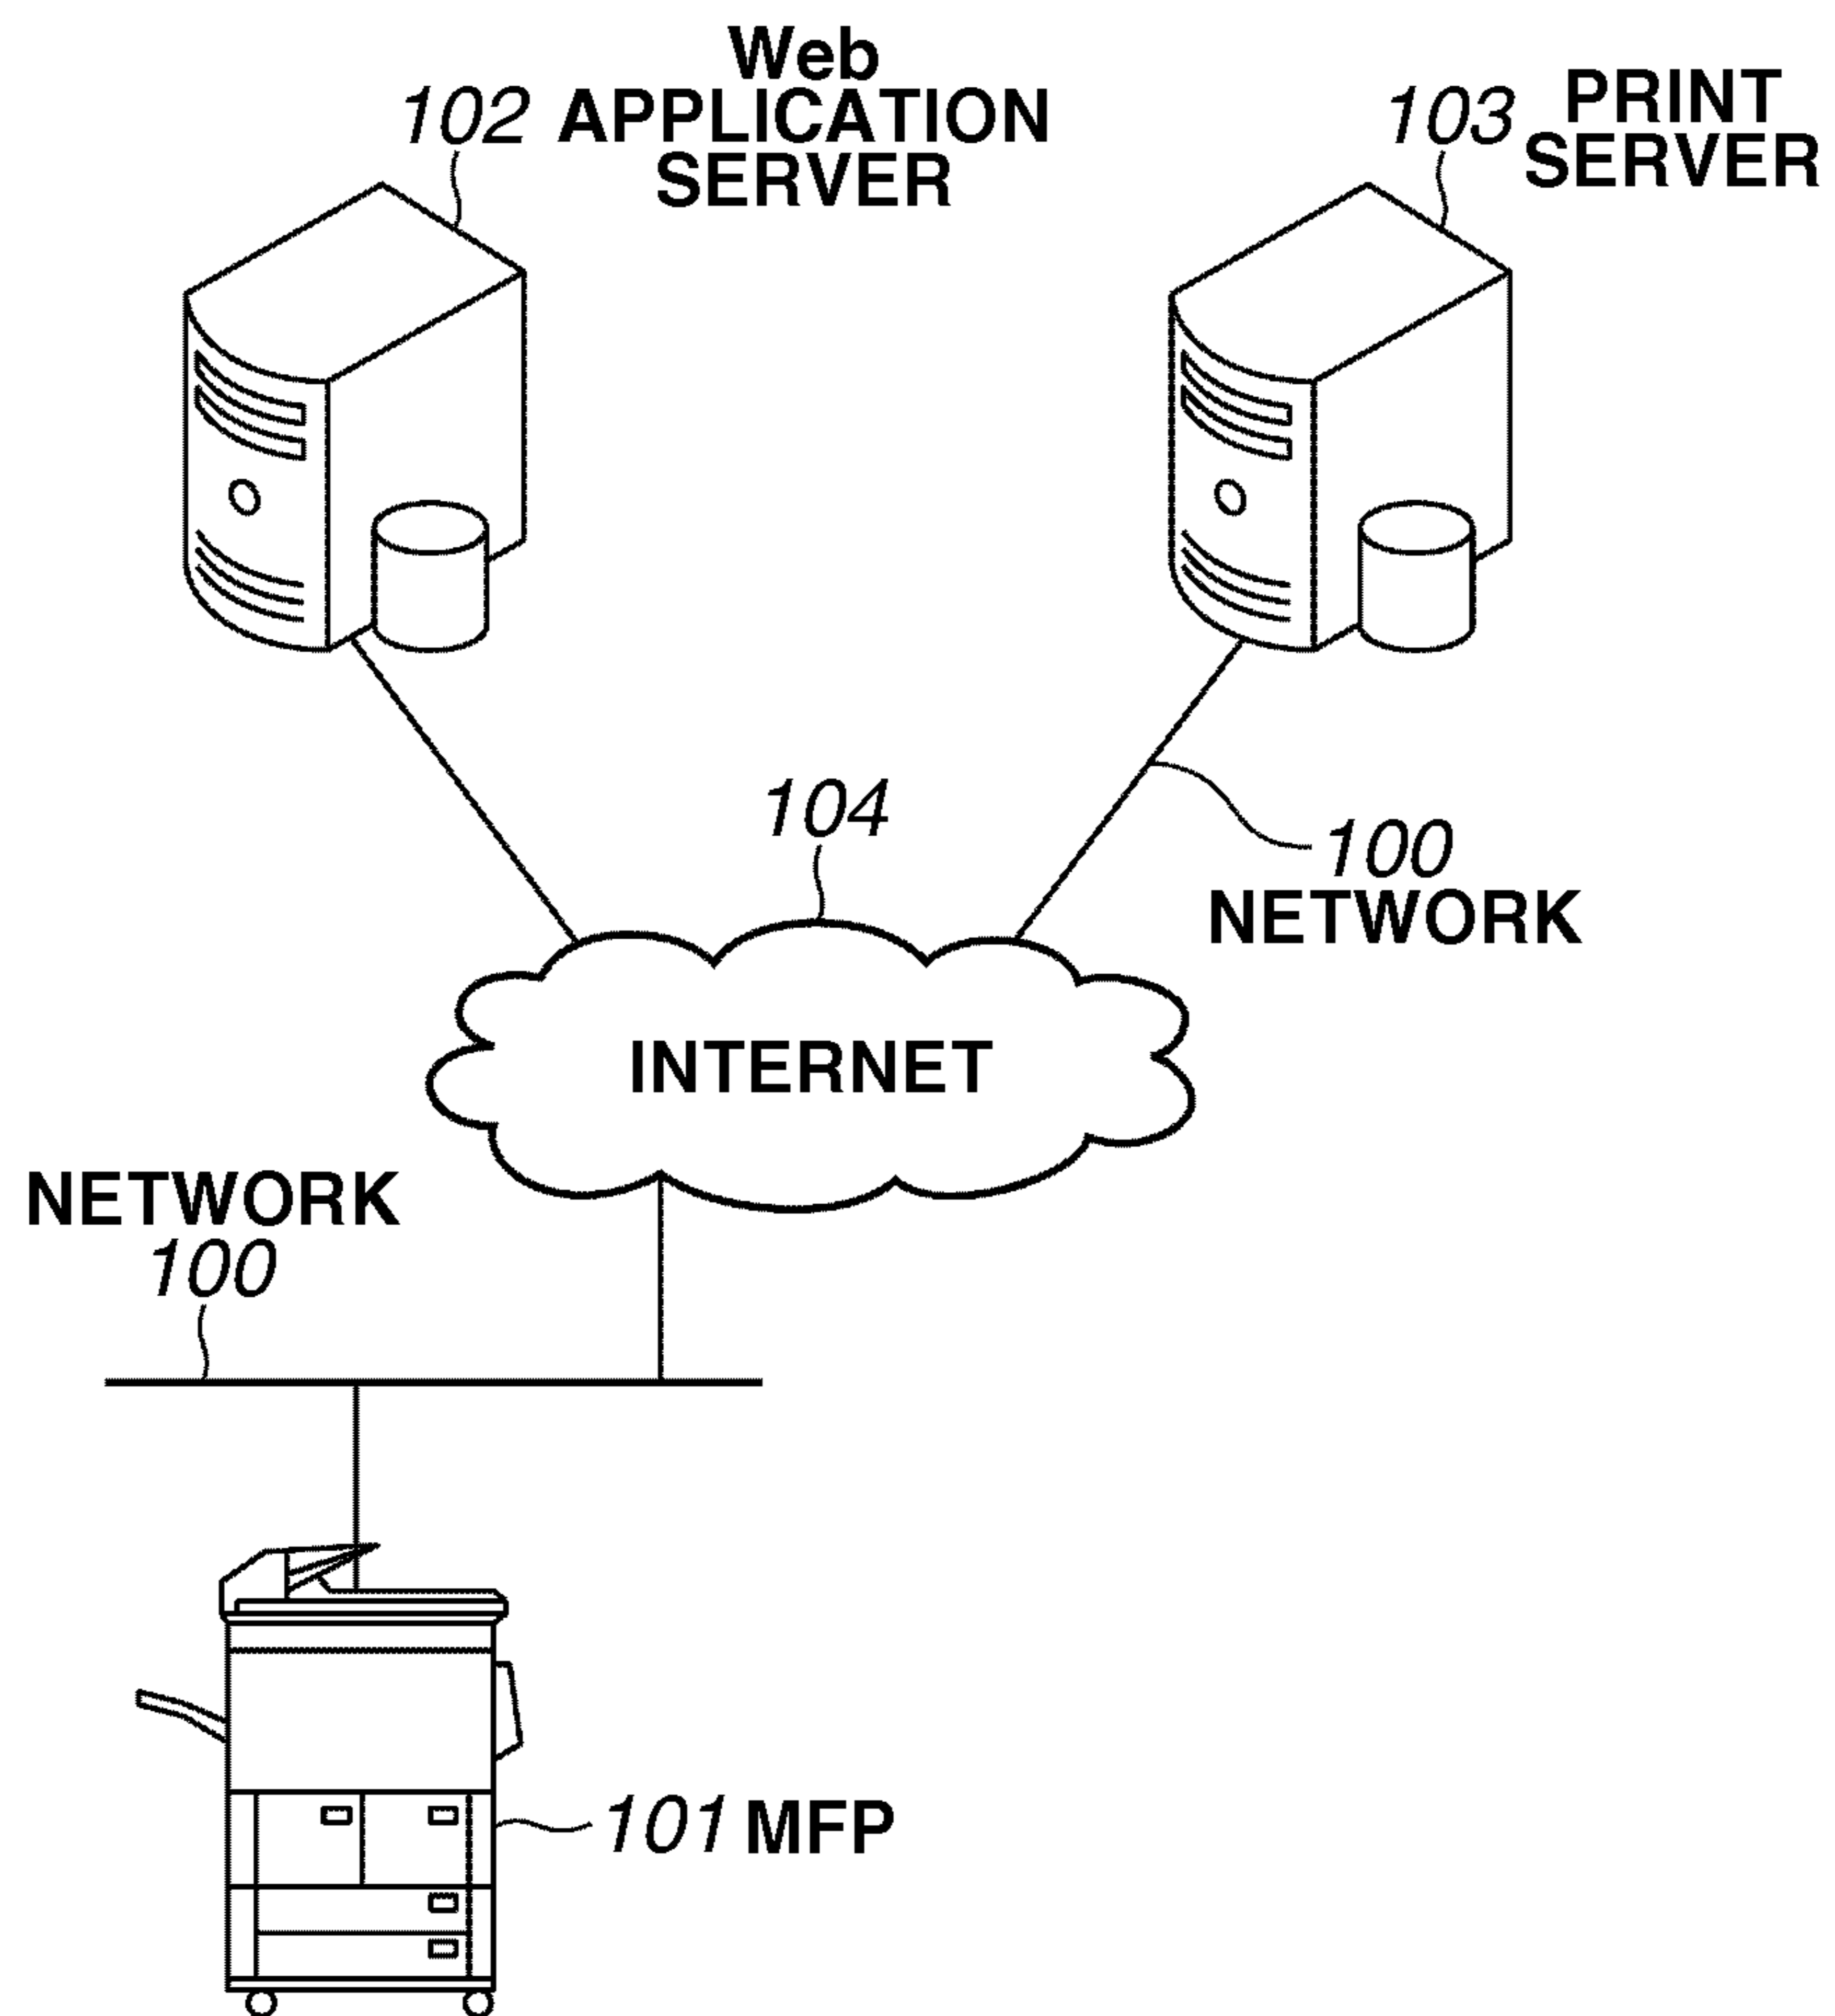 Web
102 APPLICATION
SERVER
103 PRINT
SERVER
104
100
NETWORK
INTERNET
NETWORK
100
101 MFP